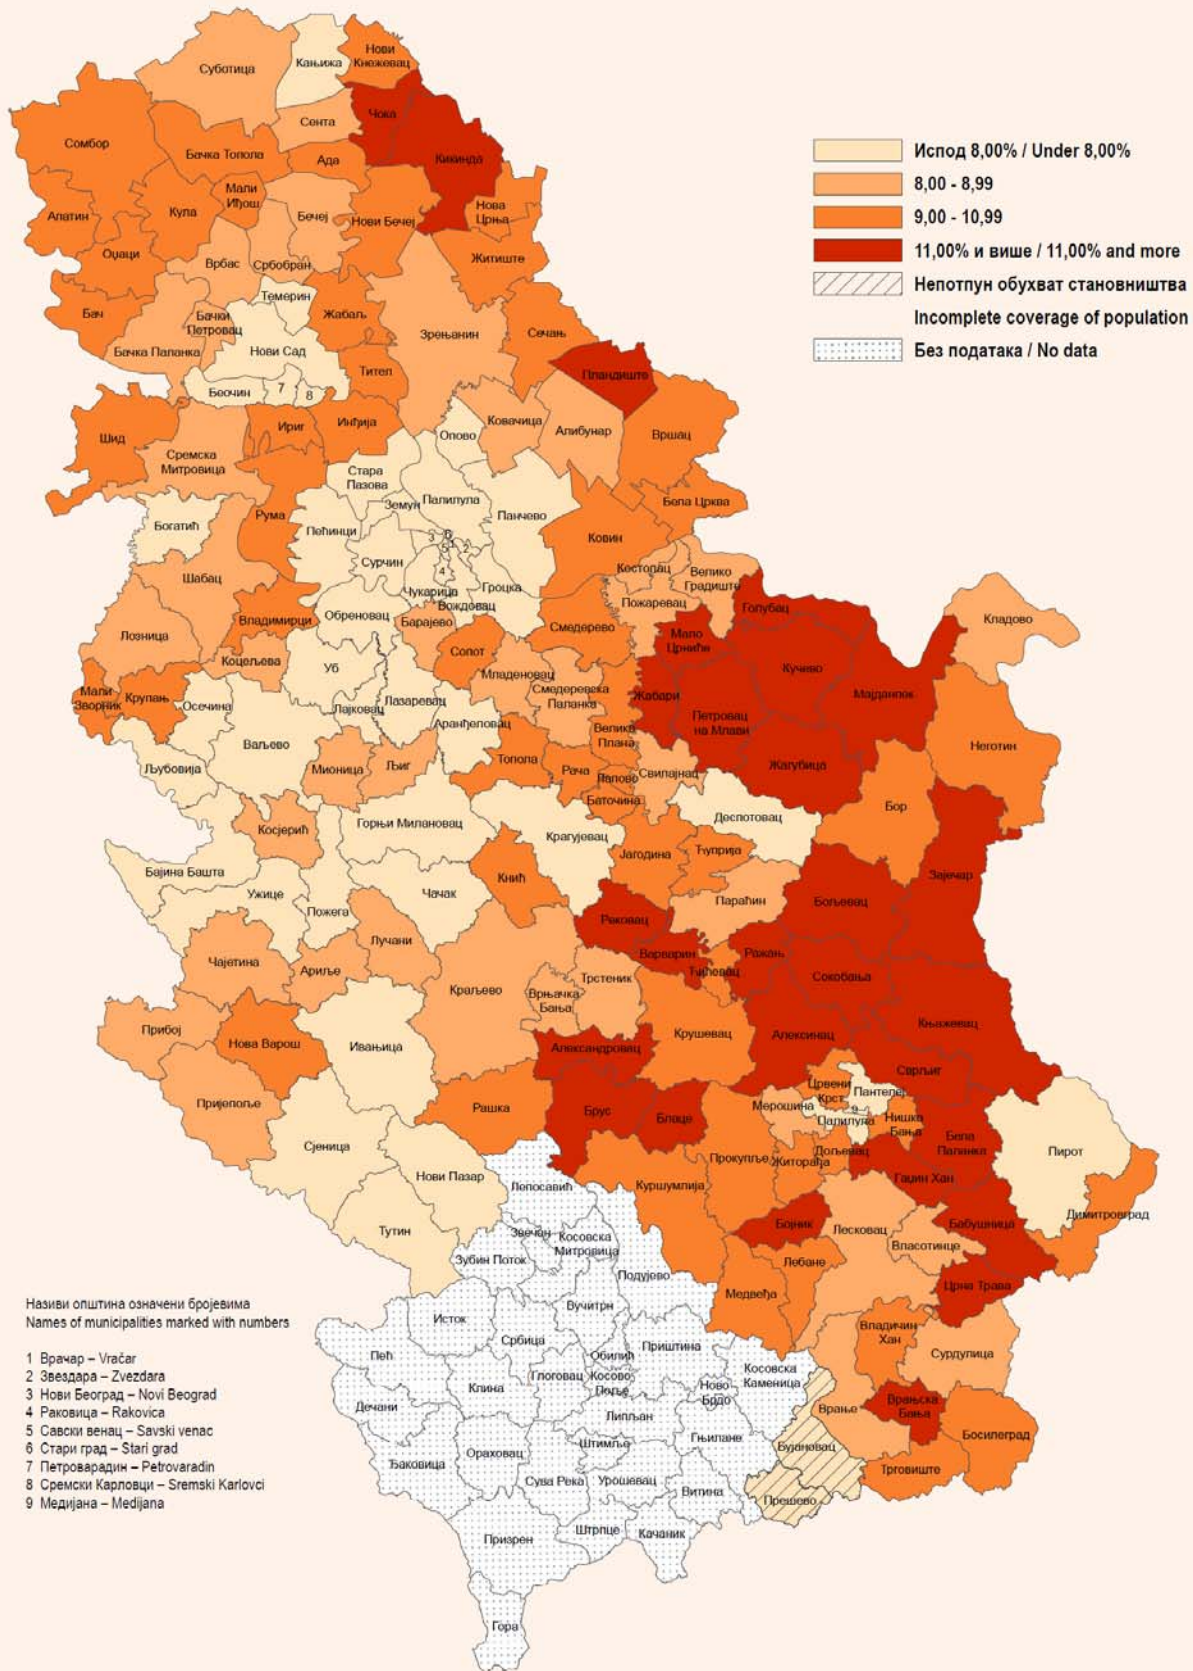 Суботица
Кањижа
Нови
Кнежевац
Чока
Сента
Сомбор
Бачка Топола
Ада
Кикинда
Апатин
Кула
Мали
Иђош
Бечеј
Нови Бечеј
Нова
Црња
Оџаци
Врбас
Србобран
Житиште
Темерин
Бач
Бачки
Петровац
Жабаљ
Зрењанин
Сечањ
Бачка Паланка
Нови Сад
Тител
Пландиште
Беочин
7
8
Шид
Ириг
Инђија
Опово
Ковачица
Алибунар
Вршац
Сремска
Митровица
Стара
Пазова
Палилула
Земун
Панчево
Бела Црква
Богатић
Рума
Пећинци
Сурчин
3
6
1
5
2
4
Ковин
Шабац
Чукарица
Гроцка
Вождовац
Костолац
Велико
Градиште
Пожаревац
Голубац
Кладово
Владимирци
Обреновац
Барајево
Смедерево
Лозница
Коцељева
Уб
Сопот
Младеновац
Мало
Црниће
Кучево
Мајданпек
Мали
Зворник
Крупањ
Осечина
Лајковац
Лазаревац
Смедеревска
Паланка
Жабари
Петровац
на Млави
Неготин
Љубовија
Ваљево
Аранђеловац
Велика
Плана
Мионица
Љиг
Топола
Рача
Лапово
Свилајнац
Жагубица
Бор
Баточина
Косјерић
Горњи Милановац
Крагујевац
Деспотовац
Бајина Башта
Ужице
Пожега
Чачак
Кнић
Јагодина
Ћуприја
Параћин
Бољевац
Зајечар
Чајетина
Ариље
Лучани
Рековац
Варварин
Ражањ
Ћићевац
Сокобања
Краљево
Врњачка
Бања
Трстеник
Прибој
Нова Варош
Ивањица
Крушевац
Алексинац
Књажевац
Александровац
Пријепоље
Рашка
Брус
Блаце
Сврљиг
Црвени
Крст
Пантелеј
Мерошина
9
Палилула
Нишка
Бања
Бела
Паланка
Пирот
Сјеница
Нови Пазар
Прокупље
Житорађа
Дољевац
Гаџин Хан
Куршумлија
Димитровград
Тутин
Лепосавић
Бојник
Лесковац
Бабушница
Звечан
Косовска
Митровица
Зубин Поток
Власотинце
Лебане
Подујево
Медвеђа
Црна Трава
Исток
Вучитрн
Србица
Пећ
Обилић
Приштина
Владичин
Хан
Сурдулица
Косовска
Каменица
Клина
Глоговац
Косово
Поље
Ново
Брдо
Дечани
Липљан
Врање
Врањска
Бања
Босилеград
Гњилане
Бујановац
Ђаковица
Ораховац
Штимље
Трговиште
Сува Река
Урошевац
Витина
Прешево
Призрен
Штрпце
Качаник
Гора
Испод 8,00% / Under 8,00%
8,00 - 8,99
9,00 - 10,99
11,00% и више / 11,00% and more
Непотпун обухват становништва
Incomplete coverage of population
Без података / No data
Називи општина означени бројевима
Names of municipalities marked with numbers
1 Врачар – Vračar
2 Звездара – Zvezdara
3 Нови Београд – Novi Beograd
4 Раковица – Rakovica
5 Савски венац – Savski venac
6 Стари град – Stari grad
7 Петроварадин – Petrovaradin
8 Сремски Карловци – Sremski Karlovci
9 Медијана – Medijana